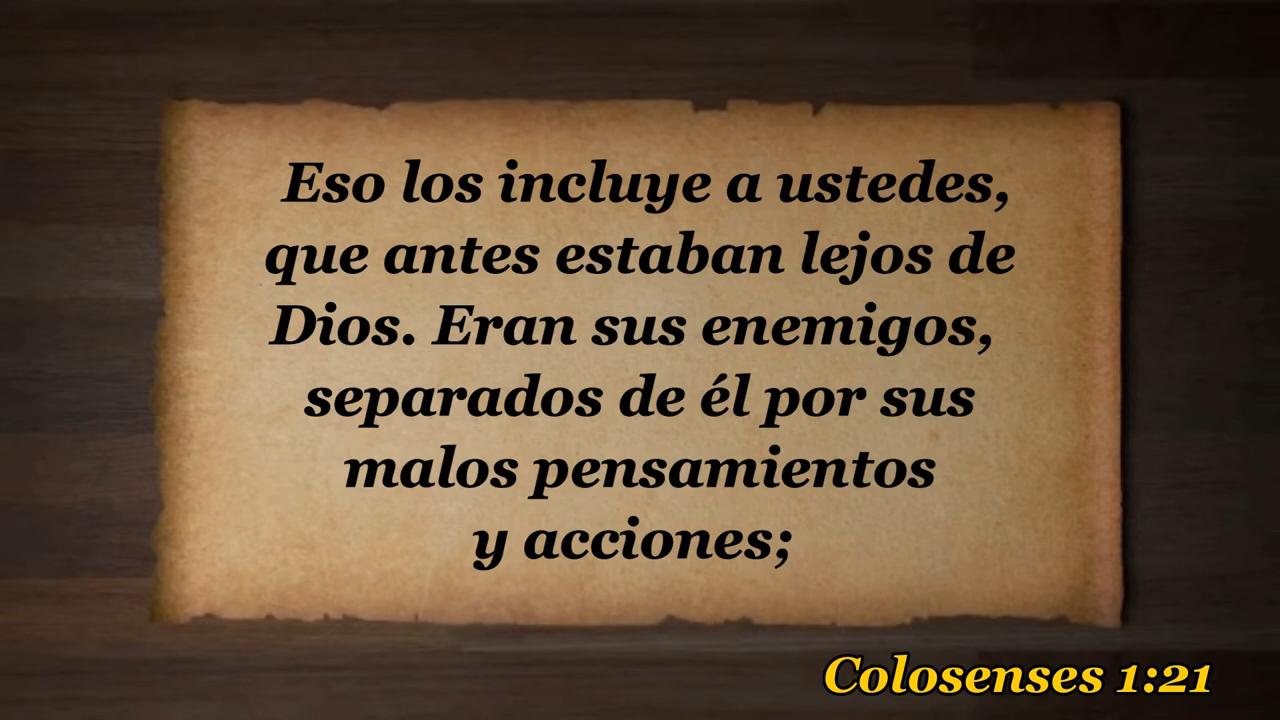 Eso los incluye a ustedes,
que antes estaban lejos de
Dios. Eran sus enemigos,
separados de él por sus
malos pensamientos
y acciones;
Colosenses 1:21